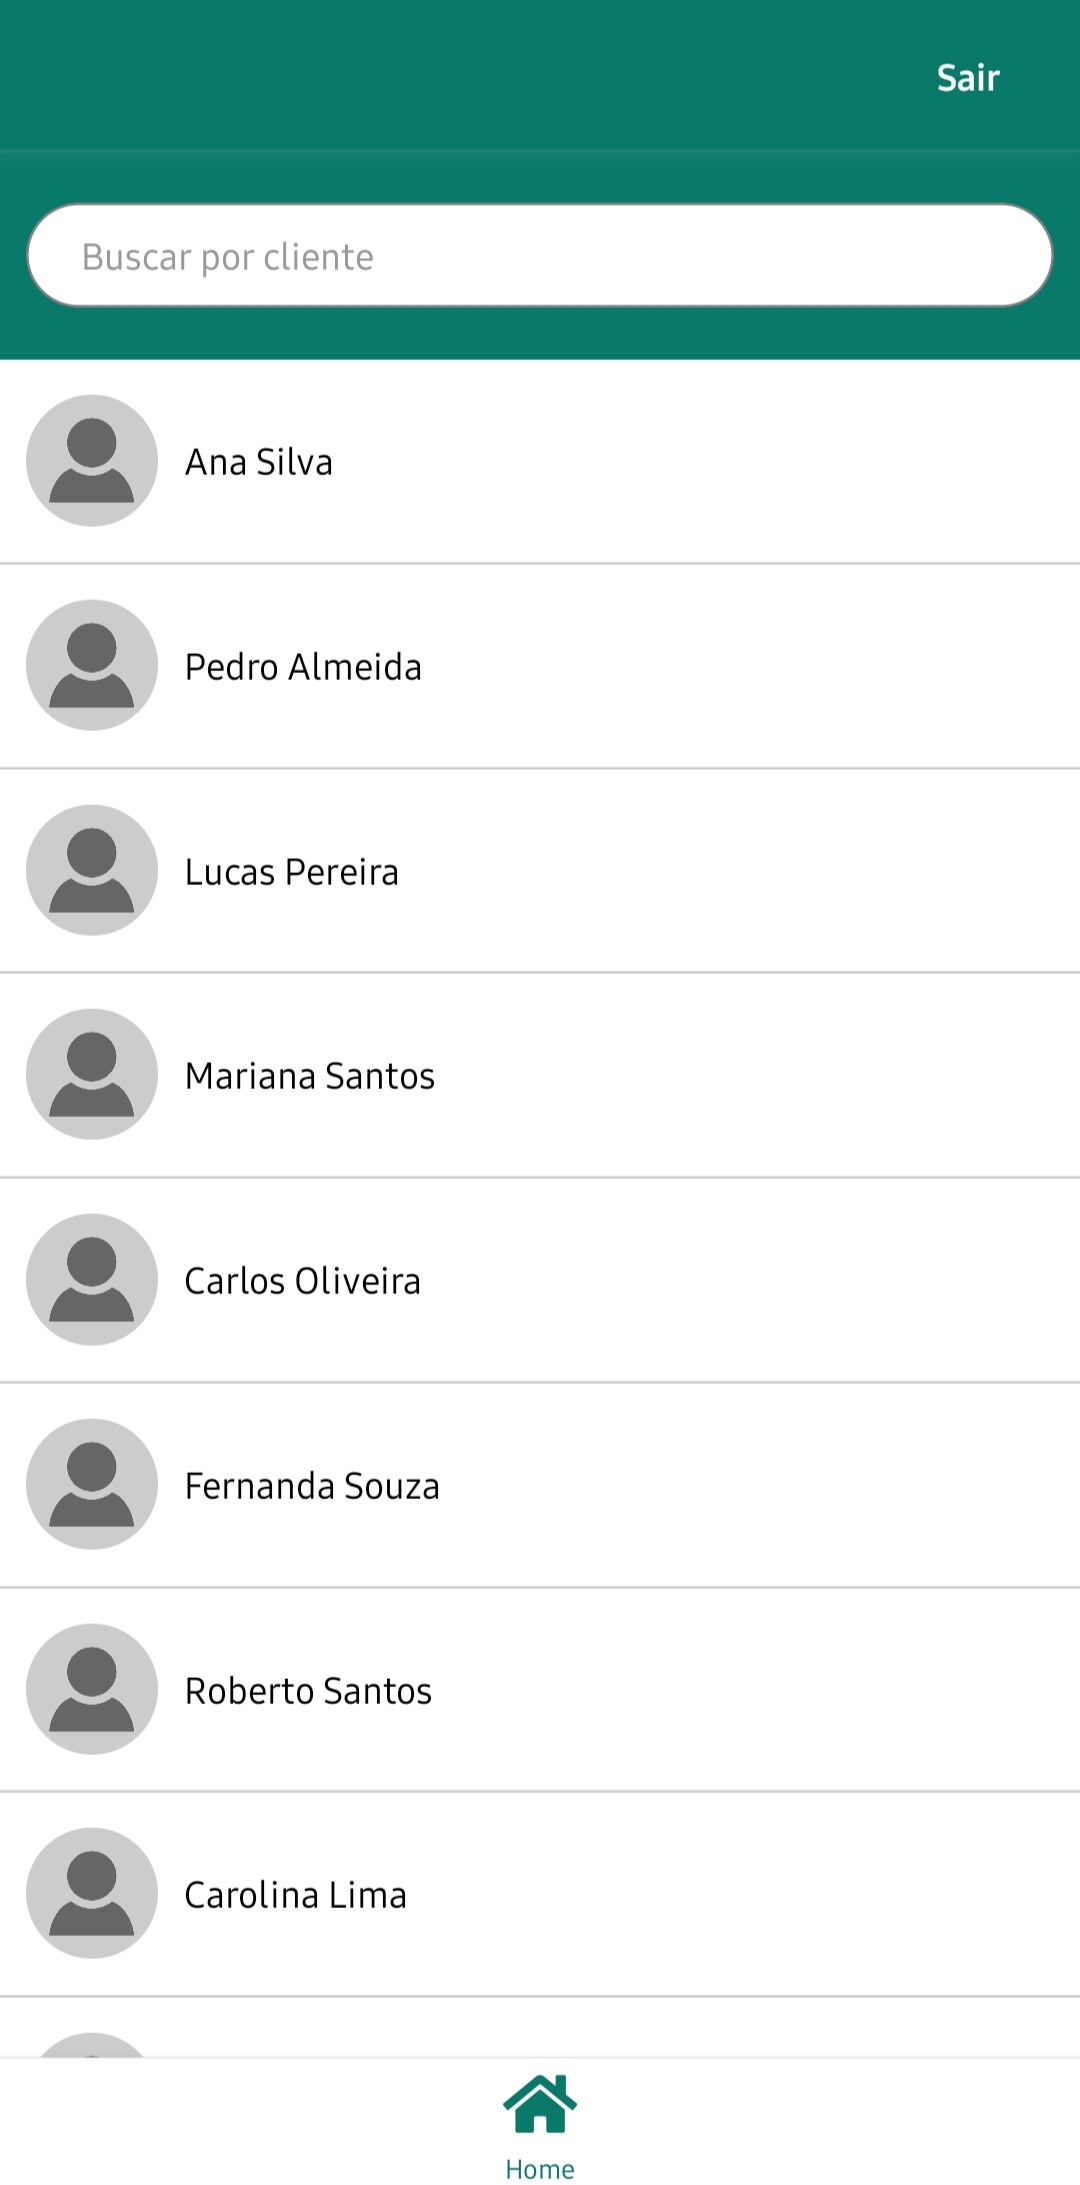 Sair
Buscar por cliente
Ana Silva
Pedro Almeida
Lucas Pereira
Mariana Santos
Carlos Oliveira
Fernanda Souza
Roberto Santos
Carolina Lima
Home